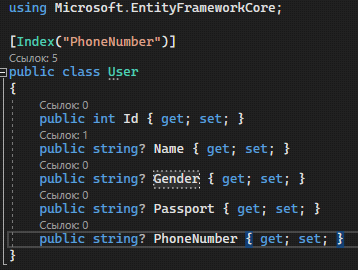 using Microsoft.EntityFrameworkCore;
[Index("PhoneNumber")]
Ссылок: 5
public class User
{
Ссылок: 0
public int Id { get; set; }
Ссылок: 1
public string? Name { get; set; }
Ссылок: 0
public string? Gender { get; set; }
Ссылок: 0
public string? Passport { get; set; }
Ссылок: 0
public string? PhoneNumber { get; set; }
}